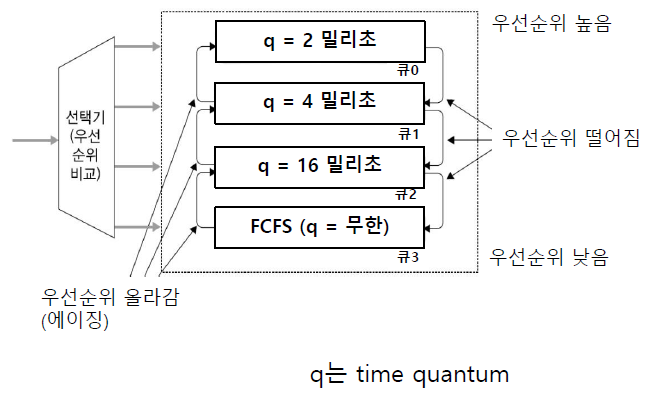 우선순위 높음
q = 2 밀리초
큐0
q = 4 밀리초
큐1
선택기
(우선
순위
비교)
우선순위 떨어짐
q = 16 밀리초
큐2
FCFS (q = 무한)
큐3
우선순위 낮음
우선순위 올라감
(에이징)
q는 time quantum